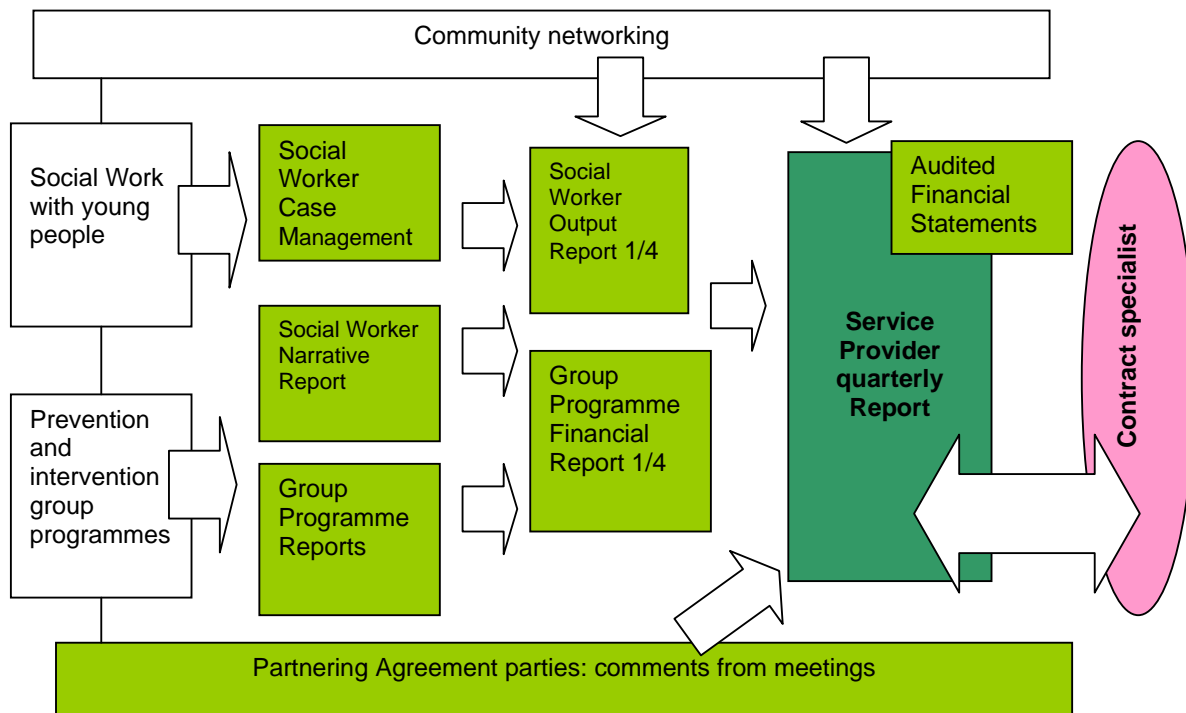 Community networking
Social Work
with young
people
Social
Worker
Case
Management
Social
Worker
Output
Report 1/4
Audited
Financial
Statements
Service
Provider
quarterly
Report
Contract specialist
Social Worker
Narrative
Report
Group
Programme
Financial
Report 1/4
Prevention
and
intervention
group
programmes
Group
Programme
Reports
Partnering Agreement parties: comments from meetings